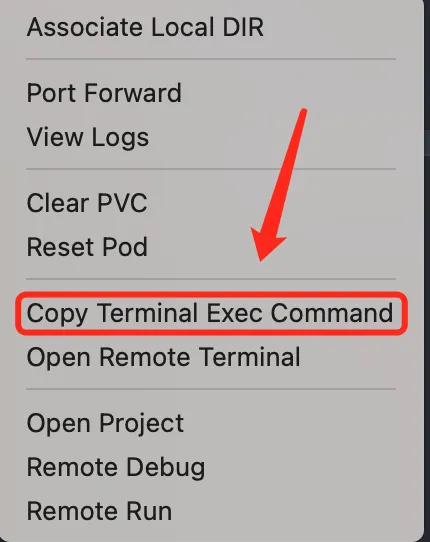 Associate Local DIR
Port Forward
View Logs
Clear PVC
Reset Pod
Copy Terminal Exec Command
Open Remote Terminal
Open Project
Remote Debug
Remote Run